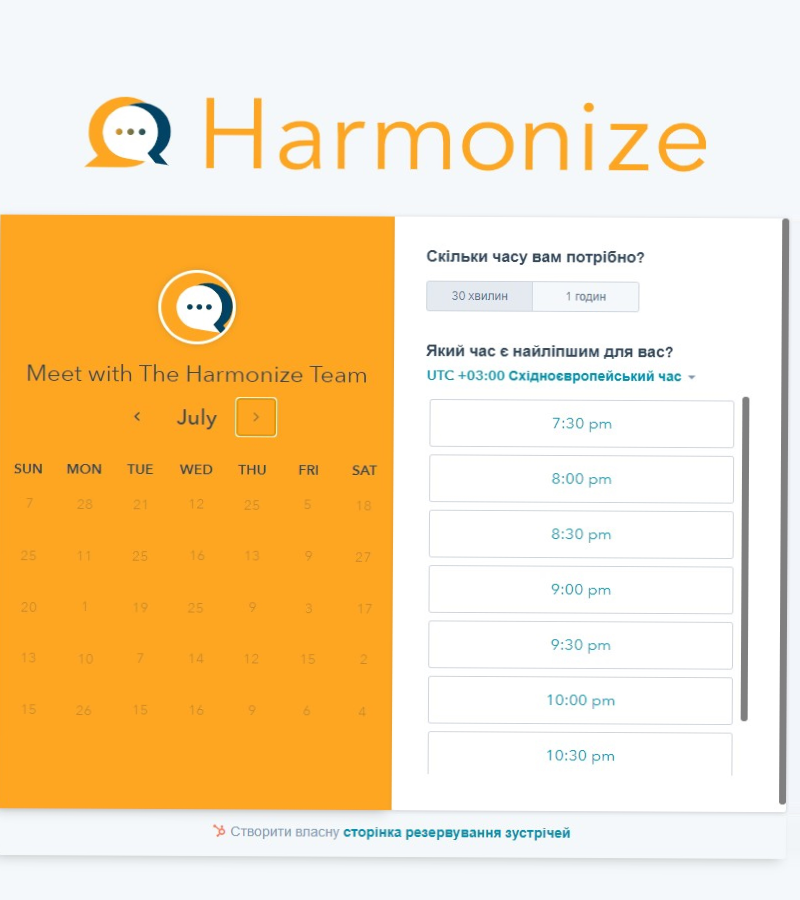 Harmonize
Meet with The Harmonize Team
July
SUN MON TUE WED THU FRI SAT
7 28 21 12 25 5 18
25 11 25 16 13 9 27
20 1 19 25 9 3 17
13 10 7 14 12 15 2
15 26 15 16 9 6 4
Скільки часу вам потрібно?
30 хвилин 1 годин
Який час є найліпшим для вас?
UTC +03:00 Східноєвропейський час
7:30 pm
8:00 pm
8:30 pm
9:00 pm
9:30 pm
10:00 pm
10:30 pm
Створити власну сторінка резервування зустрічей